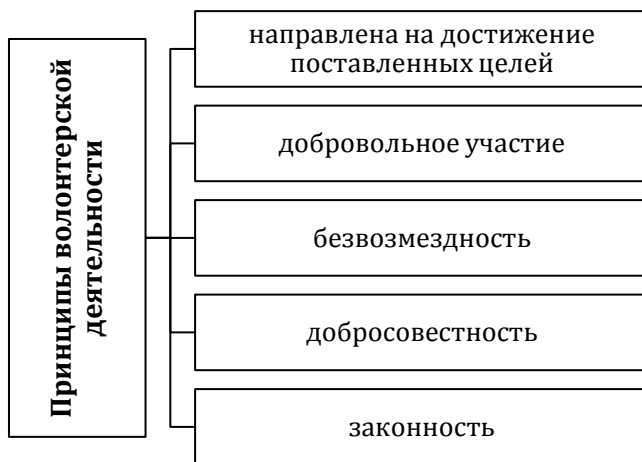 Принципы волонтерской
деятельности
направлена на достижение
поставленных целей
добровольное участие
безвозмездность
добросовестность
законность